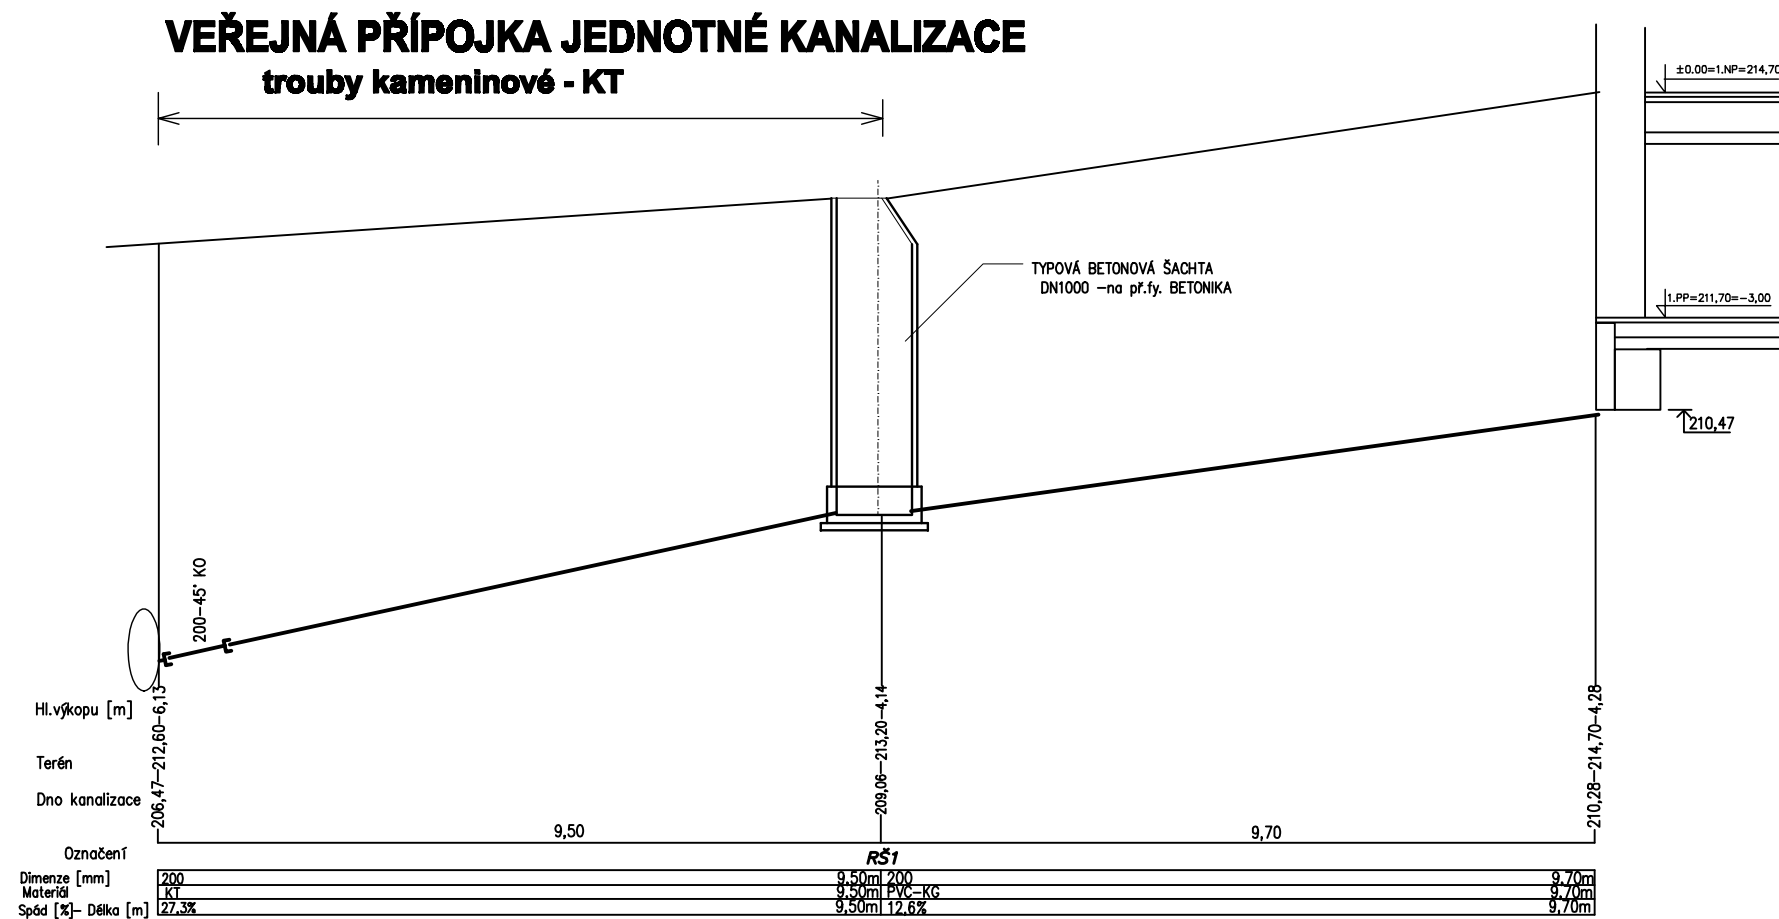 VEŘEJNÁ PŘÍPOJKA JEDNOTNÉ KANALIZACE
trouby kameninové - KT
±0.00=1.NP=214,70
TYPOVÁ BETONOVÁ ŠACHTA
DN1000 –na př.fy. BETONIKA
1.PP=211,70=–3,00
210,47
200–45° KO
Hl.výkopu [m]
Terén
Dno kanalizace
206,47–212,60–6,13
209,06–213,20–4,14
210,28–214,70–4,28
9,50
9,70
Označení
RŠ1
Dimenze [mm] 200 9.50m 200 9.70m
Materiál KT 9.50m PVC–KG 9.70m
Spád [%]– Délka [m] 27,3% 9,50m 12,6% 9,70m